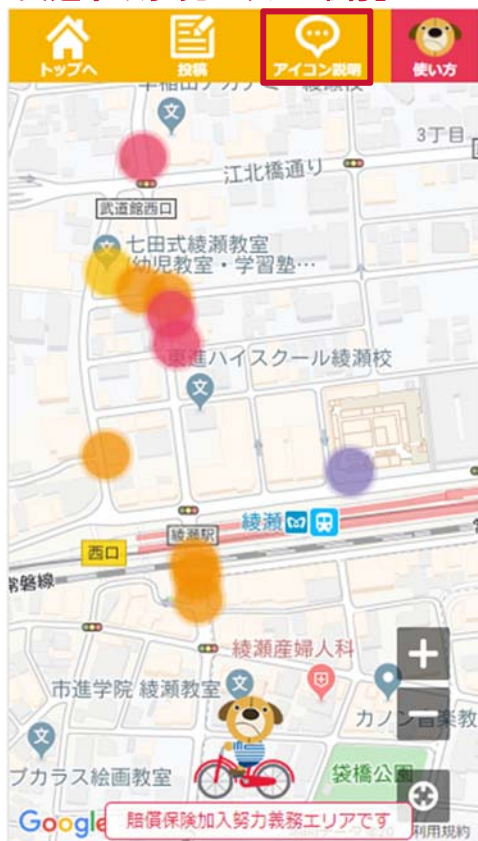 トップへ
投稿
アイコン説明
使い方
3丁目
江北橋通り
武道館西口
七田式綾瀬教室
(幼児教室・学習塾…
東進ハイスクール綾瀬校
綾瀬
綾瀬駅
西口
常磐線
綾瀬産婦人科
市進学院 綾瀬教室
カノン音楽教
プカラス絵画教室
袋橋公園
Google
賠償保険加入努力義務エリアです
利用規約